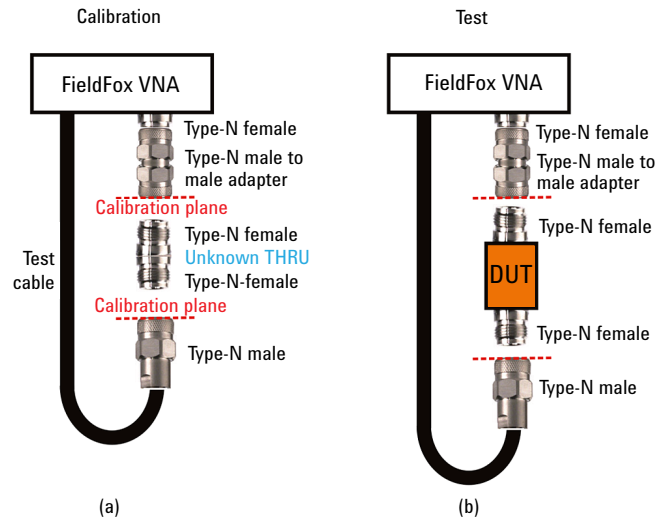 Calibration
FieldFox VNA
Type-N female
Type-N male to
male adapter
Calibration plane
Type-N female
Unknown THRU
Type-N-female
Test
cable
Calibration plane
Type-N male
(a)
Test
FieldFox VNA
Type-N female
Type-N male to
male adapter
Type-N female
DUT
Type-N female
Type-N male
(b)